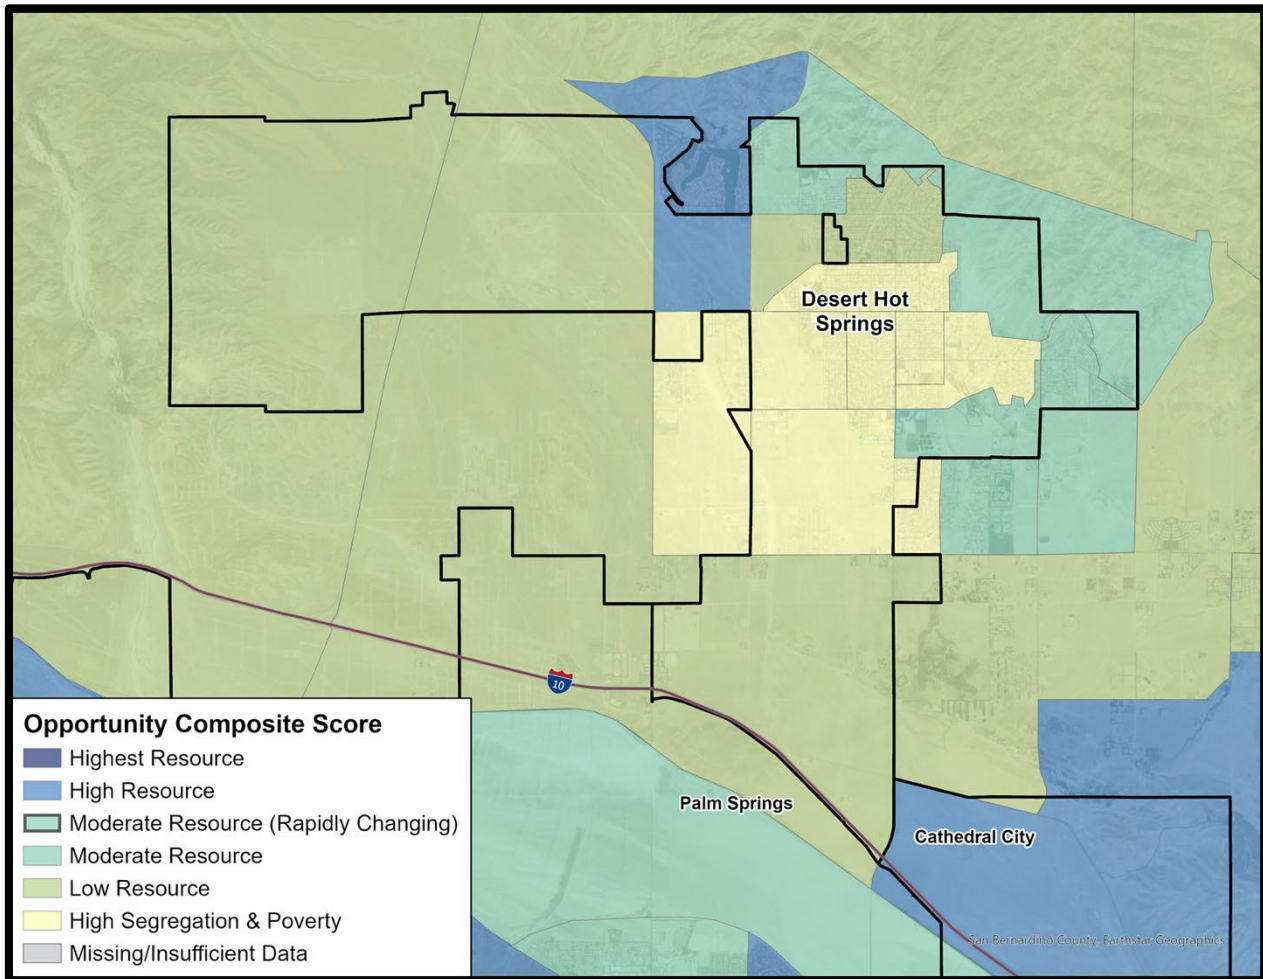 Desert Hot
Springs
10
Palm Springs
Cathedral City
Opportunity Composite Score
Highest Resource
High Resource
Moderate Resource (Rapidly Changing)
Moderate Resource
Low Resource
High Segregation & Poverty
Missing/Insufficient Data
San Bernardino County, Earthstar Geographics